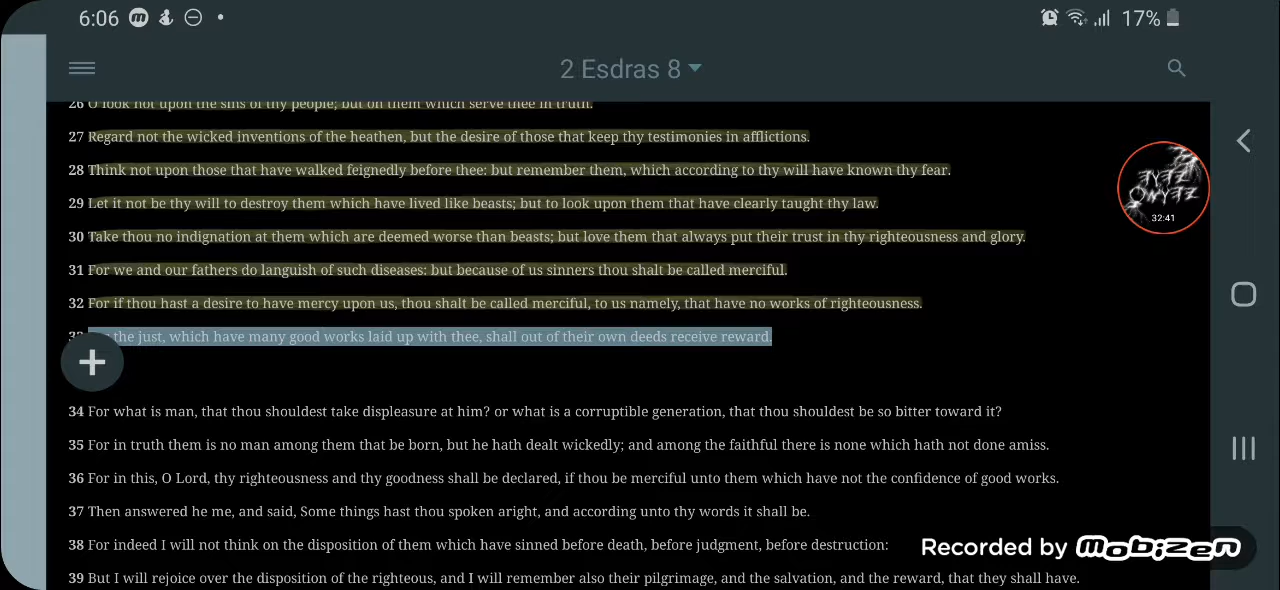 6:06 17%
2 Esdras 8
26 O look not upon the sins of thy people; but on them which serve thee in truth.
27 Regard not the wicked inventions of the heathen, but the desire of those that keep thy testimonies in afflictions.
28 Think not upon those that have walked feignedly before thee: but remember them, which according to thy will have known thy fear.
29 Let it not be thy will to destroy them which have lived like beasts; but to look upon them that have clearly taught thy law.
30 Take thou no indignation at them which are deemed worse than beasts; but love them that always put their trust in thy righteousness and glory.
32:41
31 For we and our fathers do languish of such diseases: but because of us sinners thou shalt be called merciful.
32 For if thou hast a desire to have mercy upon us, thou shalt be called merciful, to us namely, that have no works of righteousness.
the just, which have many good works laid up with thee, shall out of their own deeds receive reward.
34 For what is man, that thou shouldest take displeasure at him? or what is a corruptible generation, that thou shouldest be so bitter toward it?
35 For in truth them is no man among them that be born, but he hath dealt wickedly; and among the faithful there is none which hath not done amiss.
36 For in this, O Lord, thy righteousness and thy goodness shall be declared, if thou be merciful unto them which have not the confidence of good works.
37 Then answered he me, and said, Some things hast thou spoken aright, and according unto thy words it shall be.
38 For indeed I will not think on the disposition of them which have sinned before death, before judgment, before destruction:
Recorded by Mobizen
39 But I will rejoice over the disposition of the righteous, and I will remember also their pilgrimage, and the salvation, and the reward, that they shall have.